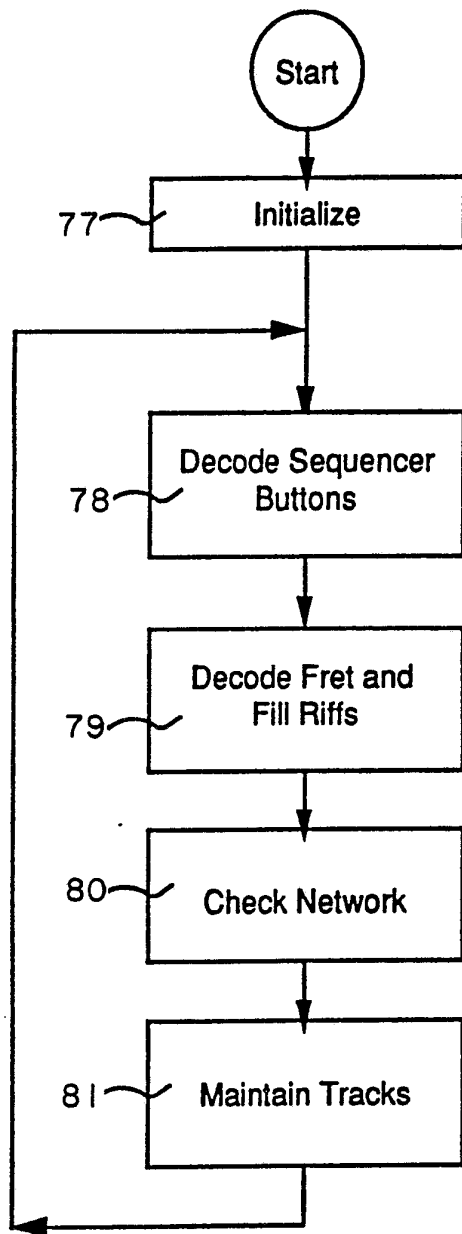 Start
77
Initialize
78
Decode Sequencer
Buttons
79
Decode Fret and
Fill Riffs
80
Check Network
81
Maintain Tracks